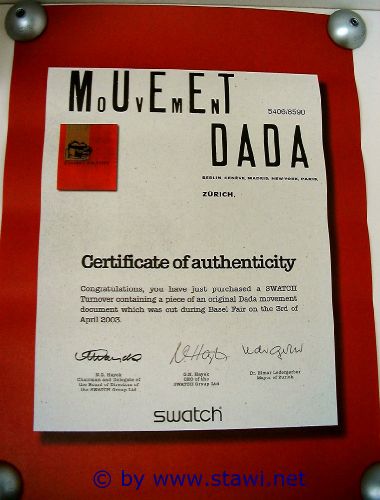 MOUVEMENT
5406/8590
DADA
BERLIN, GENÈVE, MADRID, NEW-YORK, PARIS,
ZÜRICH.
Certificate of authenticity
Congratulations, you have just purchased a SWATCH
Turnover containing a piece of an original Dada movement
document which was cut during Basel Fair on the 3rd of
April 2003.
N.G. Hayek
Chairman and Delegate of
the Board of Directors of
the SWATCH Group Ltd
G.N. Hayek
CEO of the
SWATCH Group Ltd
Dr. Elmar Ledergerber
Mayor of Zurich
swatch
© by www.stawi.net